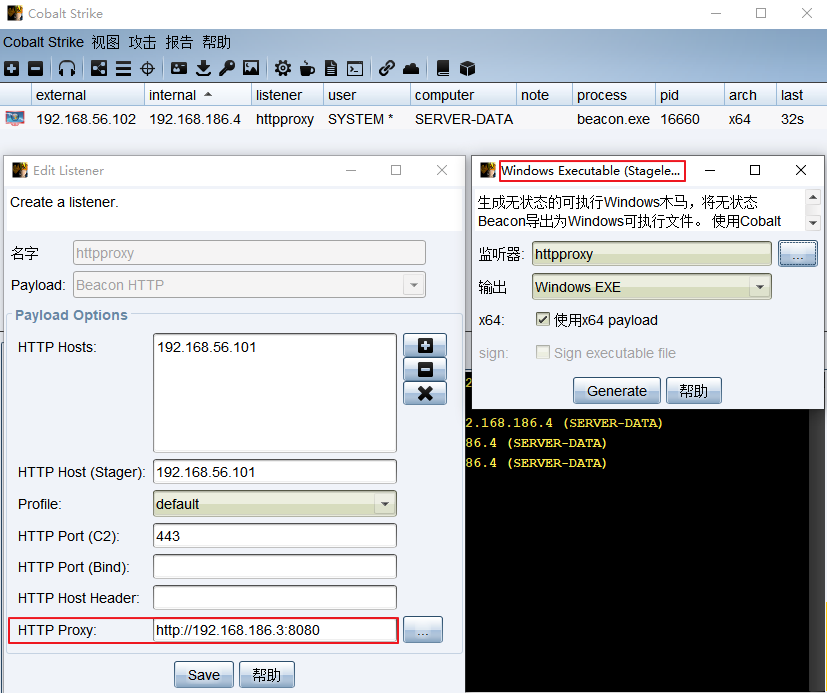 Cobalt Strike
Cobalt Strike 视图 攻击 报告 帮助
external internal listener user computer note process pid arch last
192.168.56.102 192.168.186.4 httpproxy SYSTEM * SERVER-DATA beacon.exe 16660 x64 32s
Edit Listener
Create a listener.
名字 httpproxy
Payload: Beacon HTTP
Payload Options
HTTP Hosts: 192.168.56.101
HTTP Host (Stager): 192.168.56.101
Profile: default
HTTP Port (C2): 443
HTTP Port (Bind):
HTTP Host Header:
HTTP Proxy: http://192.168.186.3:8080 ...
Save 帮助
Windows Executable (Stagele...
生成无状态的可执行Windows木马，将无状态
Beacon导出为Windows可执行文件。 使用Cobalt
监听器: httpproxy ...
输出 Windows EXE
x64: 使用x64 payload
sign: Sign executable file
Generate 帮助
2
2.168.186.4 (SERVER-DATA)
86.4 (SERVER-DATA)
86.4 (SERVER-DATA)